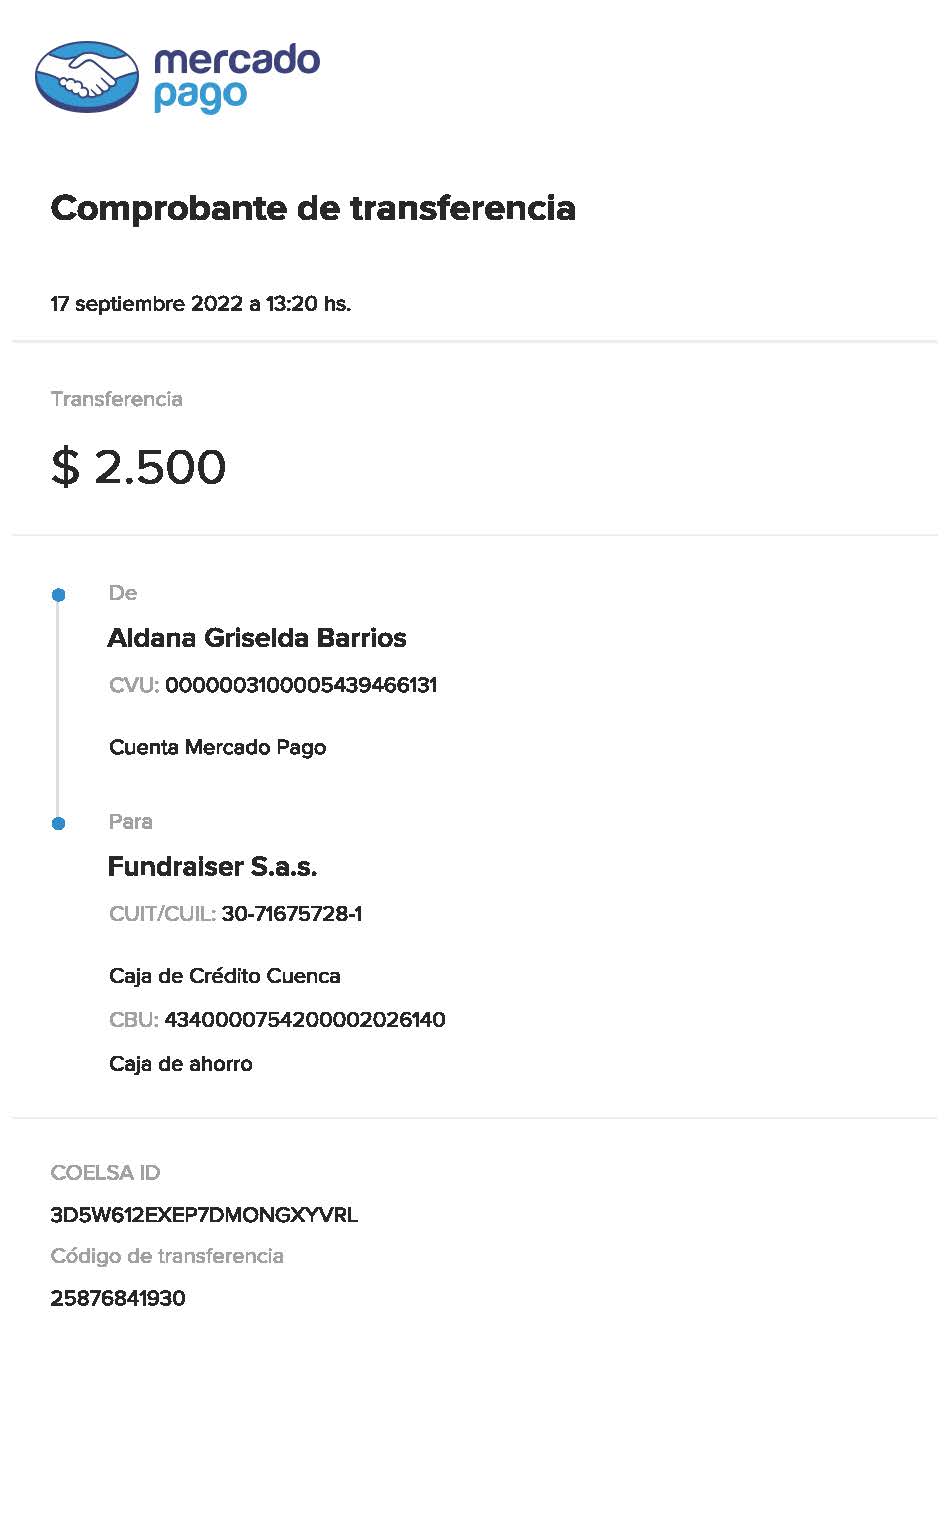 mercado
pago
Comprobante de transferencia
17 septiembre 2022 a 13:20 hs.
Transferencia
$ 2.500
De
Aldana Griselda Barrios
CVU: 0000003100005439466131
Cuenta Mercado Pago
Para
Fundraiser S.a.s.
CUIT/CUIL: 30-71675728-1
Caja de Crédito Cuenca
CBU: 4340000754200002026140
Caja de ahorro
COELSA ID
3D5W612EXEP7DMONGXYVRL
Código de transferencia
25876841930